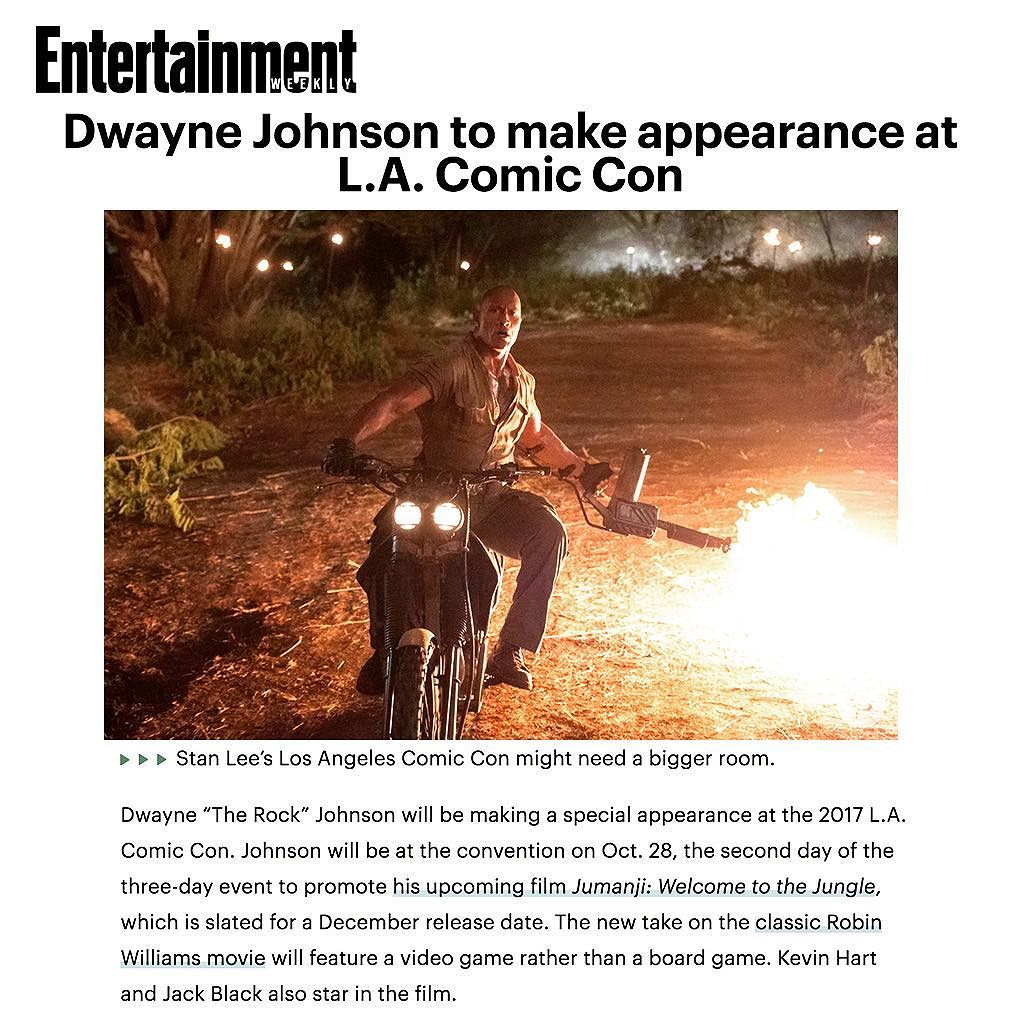 Entertainment
WEEKLY
Dwayne Johnson to make appearance at
L.A. Comic Con
Stan Lee’s Los Angeles Comic Con might need a bigger room.
Dwayne “The Rock” Johnson will be making a special appearance at the 2017 L.A.
Comic Con. Johnson will be at the convention on Oct. 28, the second day of the
three-day event to promote his upcoming film Jumanji: Welcome to the Jungle,
which is slated for a December release date. The new take on the classic Robin
Williams movie will feature a video game rather than a board game. Kevin Hart
and Jack Black also star in the film.